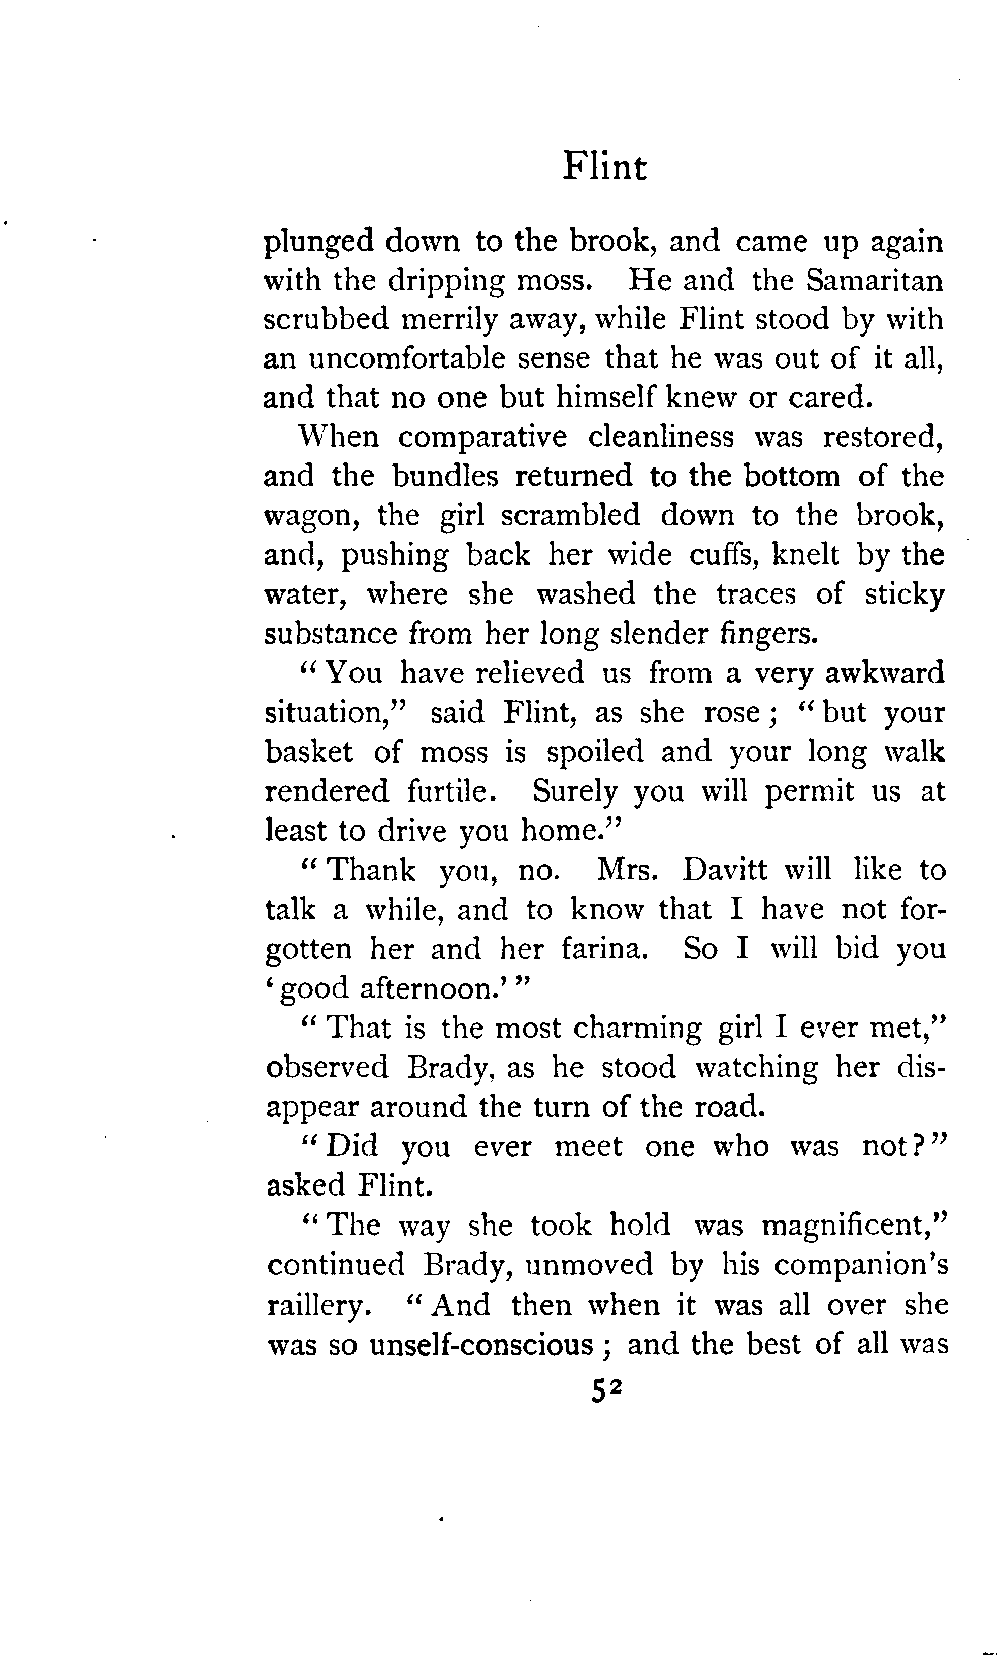 Flint
plunged down to the brook, and came up again
with the dripping moss. He and the Samaritan
scrubbed merrily away, while Flint stood by with
an uncomfortable sense that he was out of it all,
and that no one but himself knew or cared.
When comparative cleanliness was restored,
and the bundles returned to the bottom of the
wagon, the girl scrambled down to the brook,
and, pushing back her wide cuffs, knelt by the
water, where she washed the traces of sticky
substance from her long slender fingers.
“ You have relieved us from a very awkward
situation,” said Flint, as she rose ; “ but your
basket of moss is spoiled and your long walk
rendered furtile. Surely you will permit us at
least to drive you home.”
“ Thank you, no. Mrs. Davitt will like to
talk a while, and to know that I have not for-
gotten her and her farina. So I will bid you
‘ good afternoon.’ ”
“ That is the most charming girl I ever met,”
observed Brady, as he stood watching her dis-
appear around the turn of the road.
“ Did you ever meet one who was not? ”
asked Flint.
“ The way she took hold was magnificent,”
continued Brady, unmoved by his companion’s
raillery. “ And then when it was all over she
was so unself-conscious ; and the best of all was
52